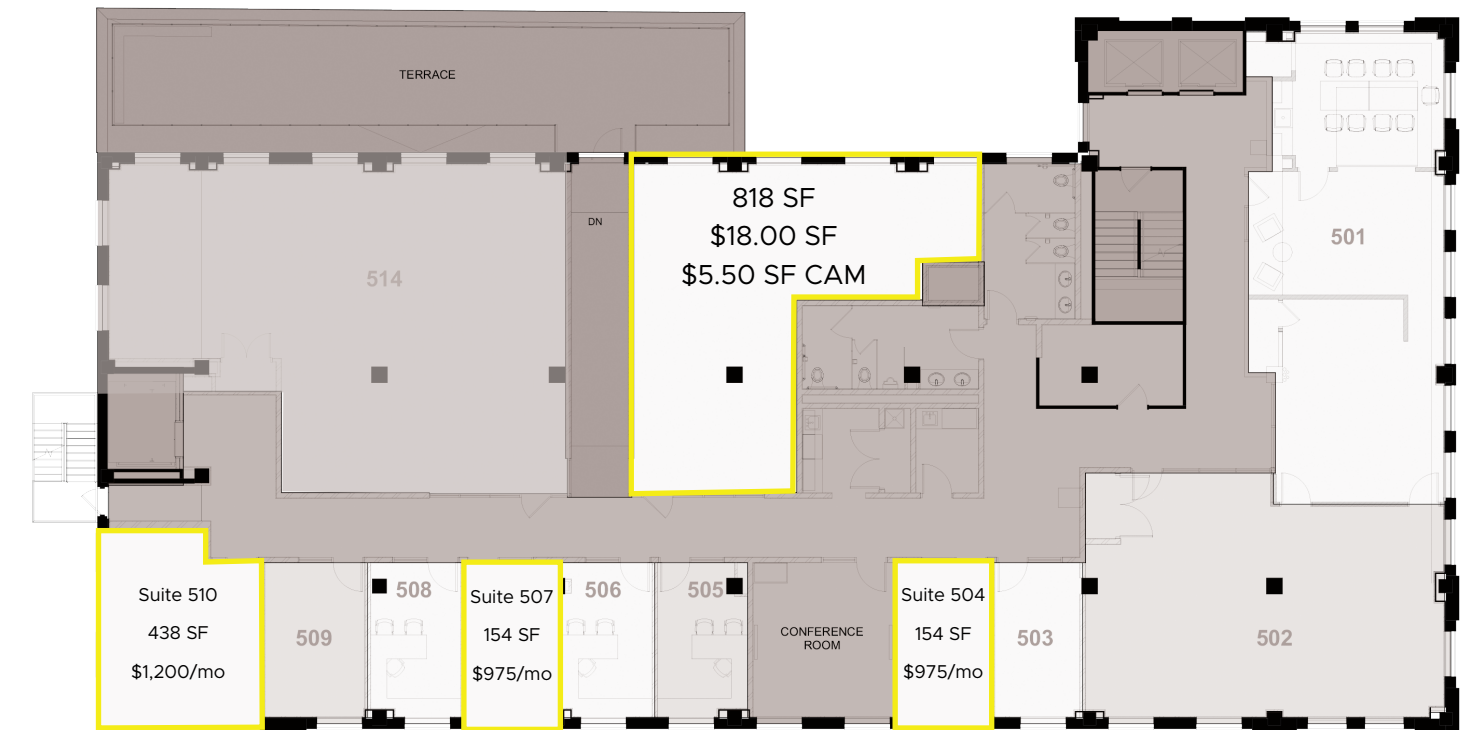 TERRACE
818 SF
$18.00 SF
$5.50 SF CAM
DN
501
514
Suite 510
438 SF
$1,200/mo
509
508
Suite 507
154 SF
$975/mo
506
505
CONFERENCE
ROOM
Suite 504
154 SF
$975/mo
503
502